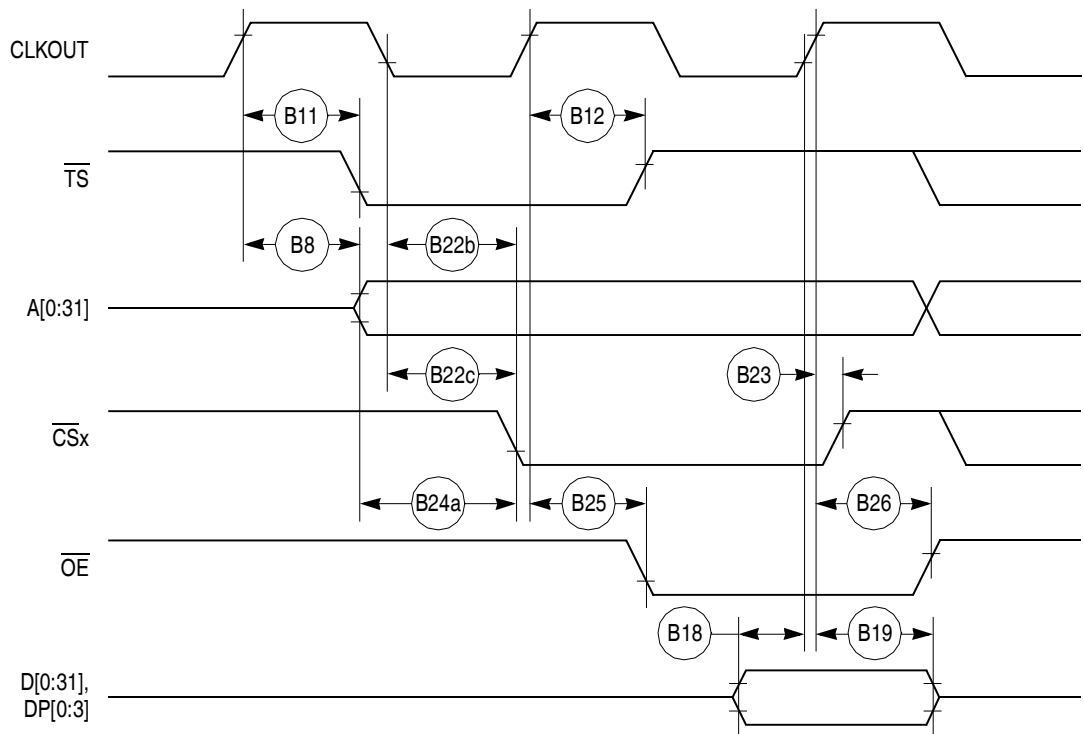 CLKOUT
B11
B12
TS
B8
B22b
A[0:31]
B22c
B23
CSx
B24a
B25
B26
OE
B18
B19
D[0:31],
DP[0:3]